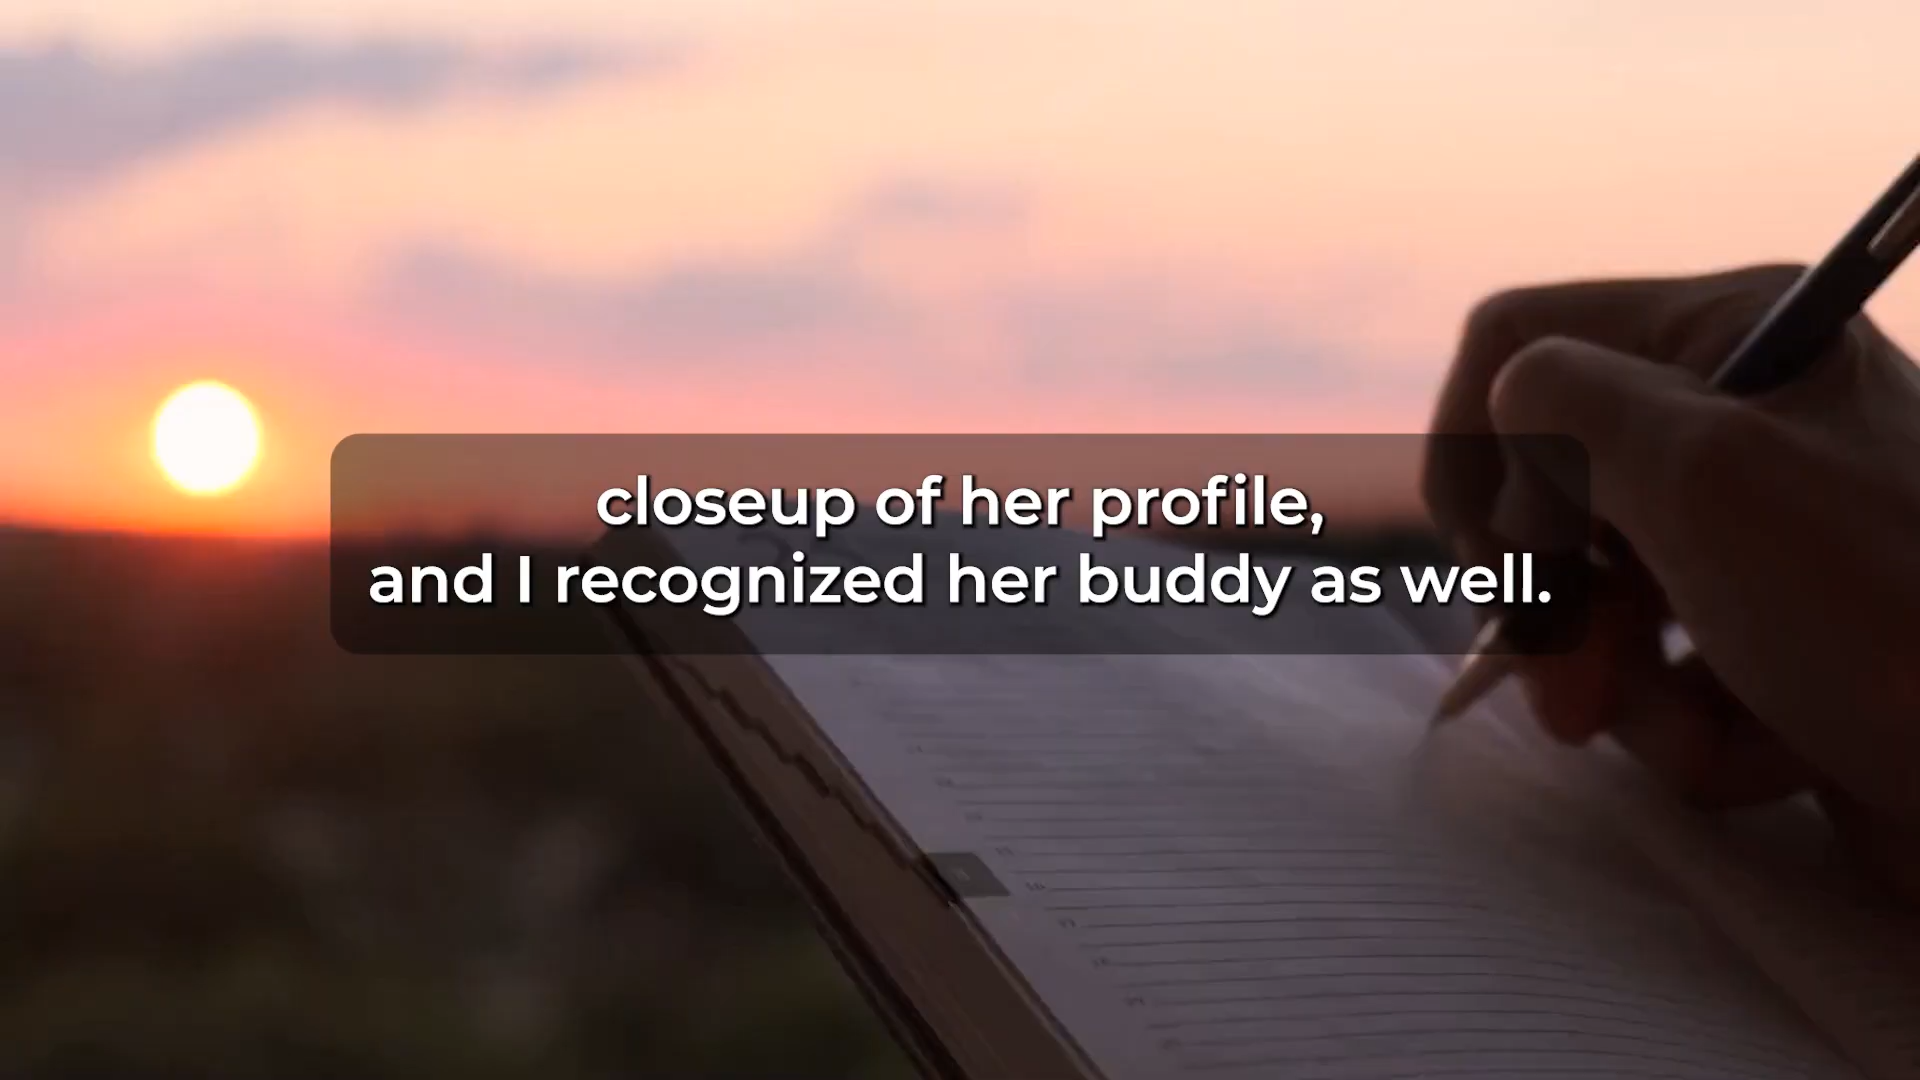 closeup of her profile,
and I recognized her buddy as well.